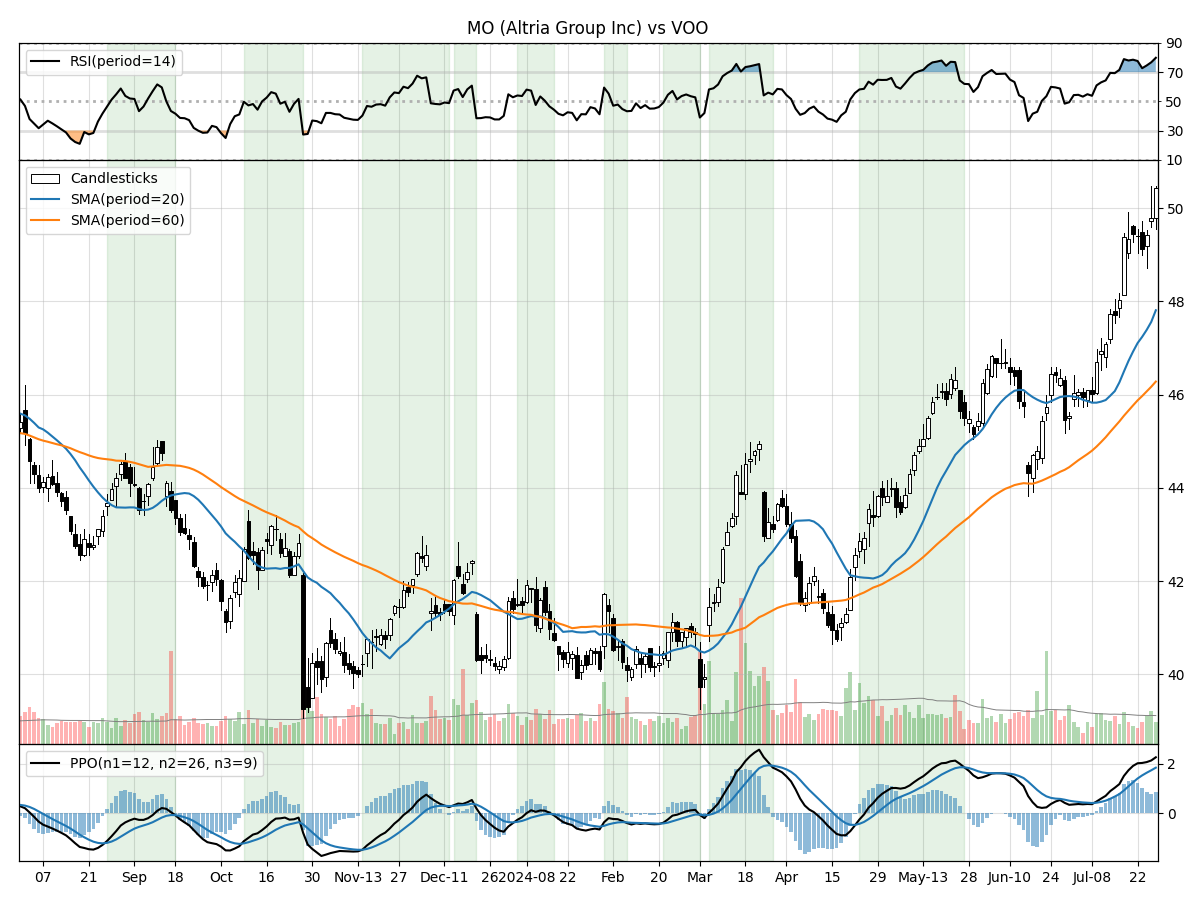 MO (Altria Group Inc) vs VOO
RSI(period=14)
90
70
50
30
10
Candlesticks
SMA(period=20)
SMA(period=60)
50
48
46
44
42
40
PPO(n1=12, n2=26, n3=9)
2
0
07 21 Sep 18 Oct 16 30 Nov-13 27 Dec-11 26 2024-08 22 Feb 20 Mar 18 Apr 15 29 May-13 28 Jun-10 24 Jul-08 22